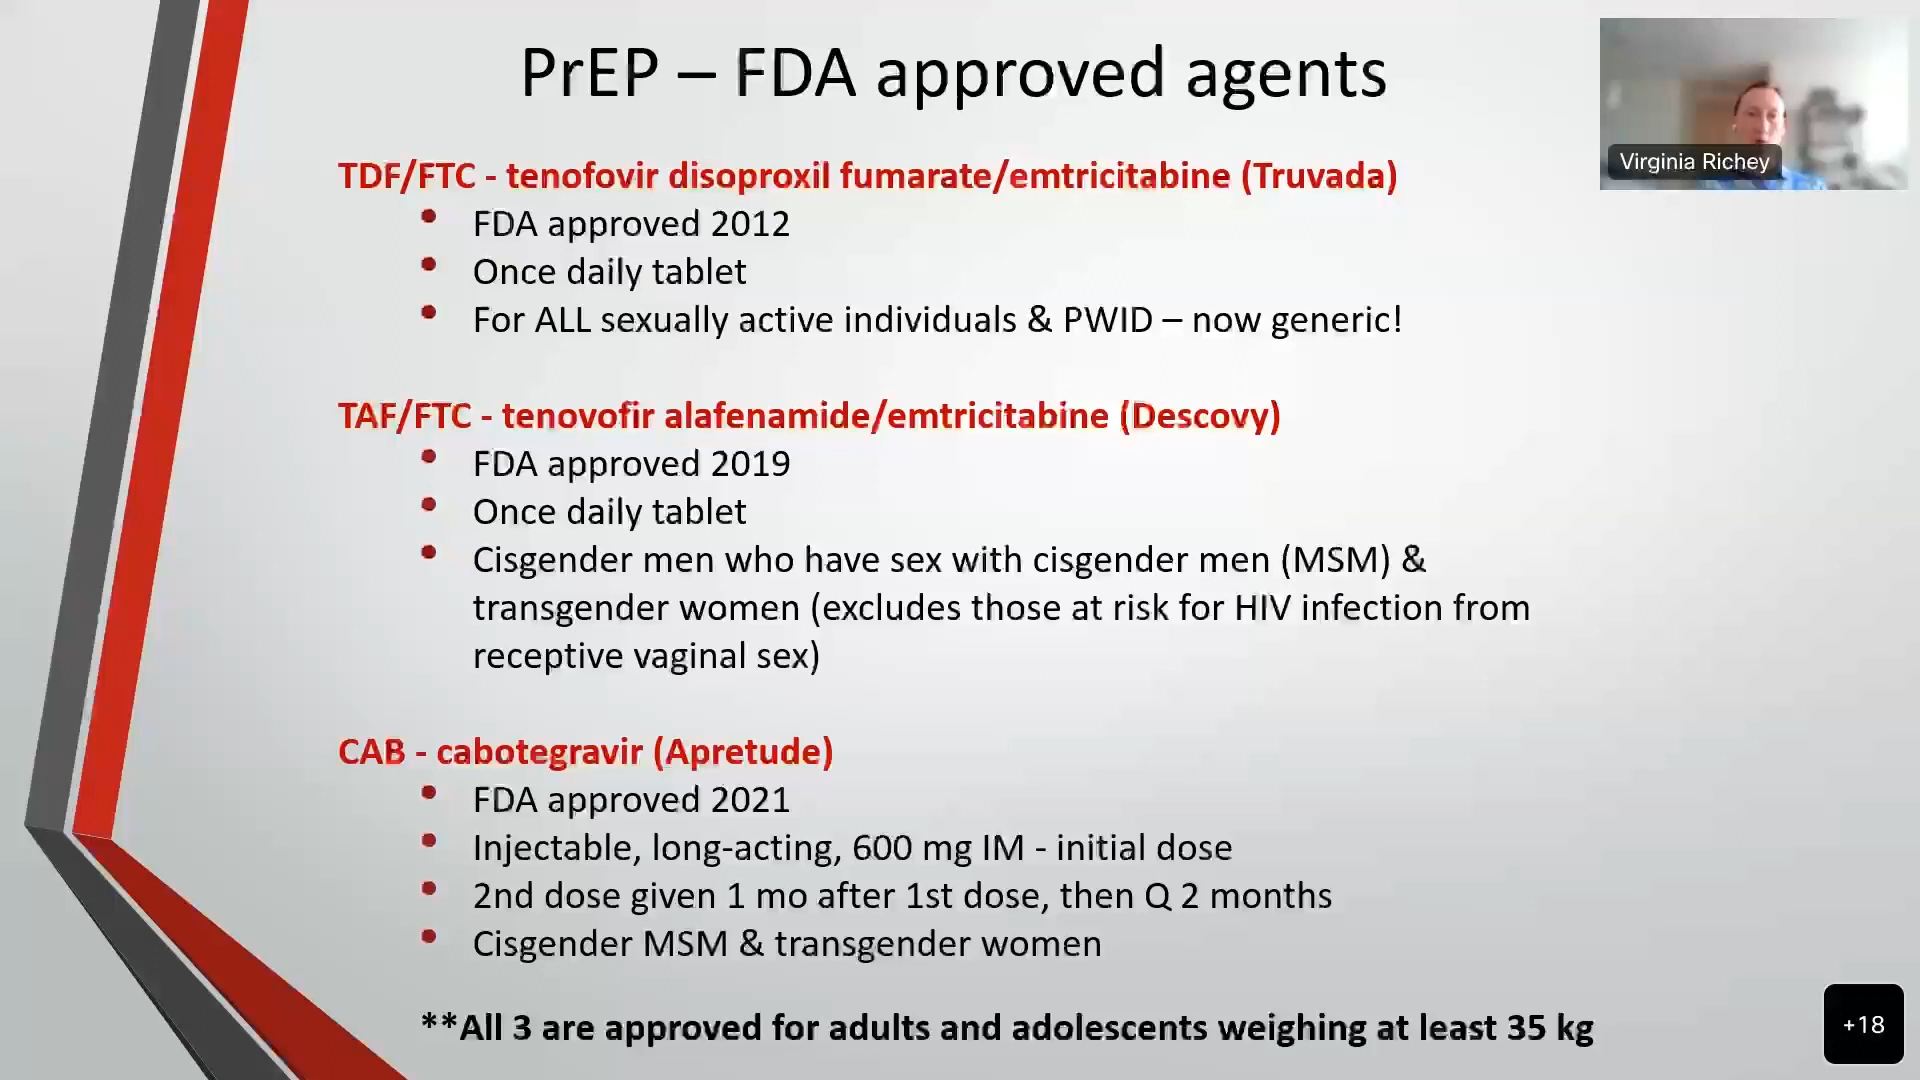 PrEP – FDA approved agents
Virginia Richey
TDF/FTC - tenofovir disoproxil fumarate/emtricitabine (Truvada)
• FDA approved 2012
• Once daily tablet
• For ALL sexually active individuals & PWID – now generic!
TAF/FTC - tenovofir alafenamide/emtricitabine (Descovy)
• FDA approved 2019
• Once daily tablet
• Cisgender men who have sex with cisgender men (MSM) &
transgender women (excludes those at risk for HIV infection from
receptive vaginal sex)
CAB - cabotegravir (Apretude)
• FDA approved 2021
• Injectable, long-acting, 600 mg IM - initial dose
• 2nd dose given 1 mo after 1st dose, then Q 2 months
• Cisgender MSM & transgender women
**All 3 are approved for adults and adolescents weighing at least 35 kg
+18